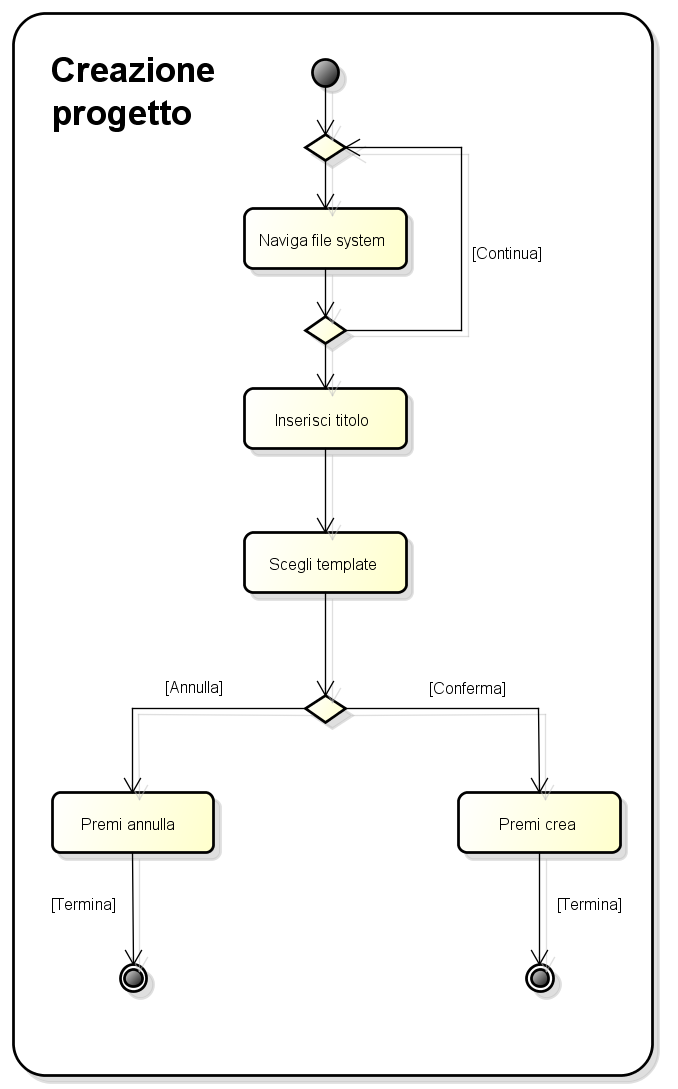 Creazione
progetto
Naviga file system
[Continua]
Inserisci titolo
Scegli template
[Annulla]
[Conferma]
Premi annulla
Premi crea
[Termina]
[Termina]